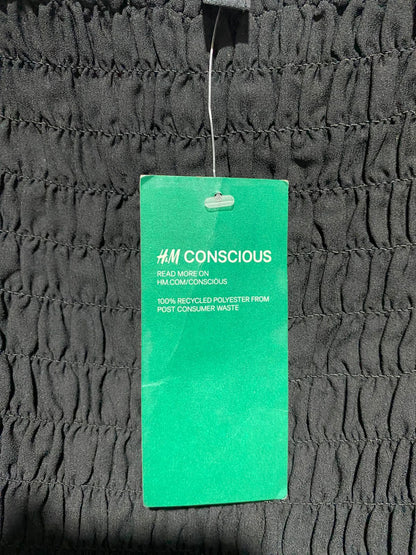 H&M CONSCIOUS
READ MORE ON
HM.COM/CONSCIOUS
100% RECYCLED POLYESTER FROM
POST CONSUMER WASTE